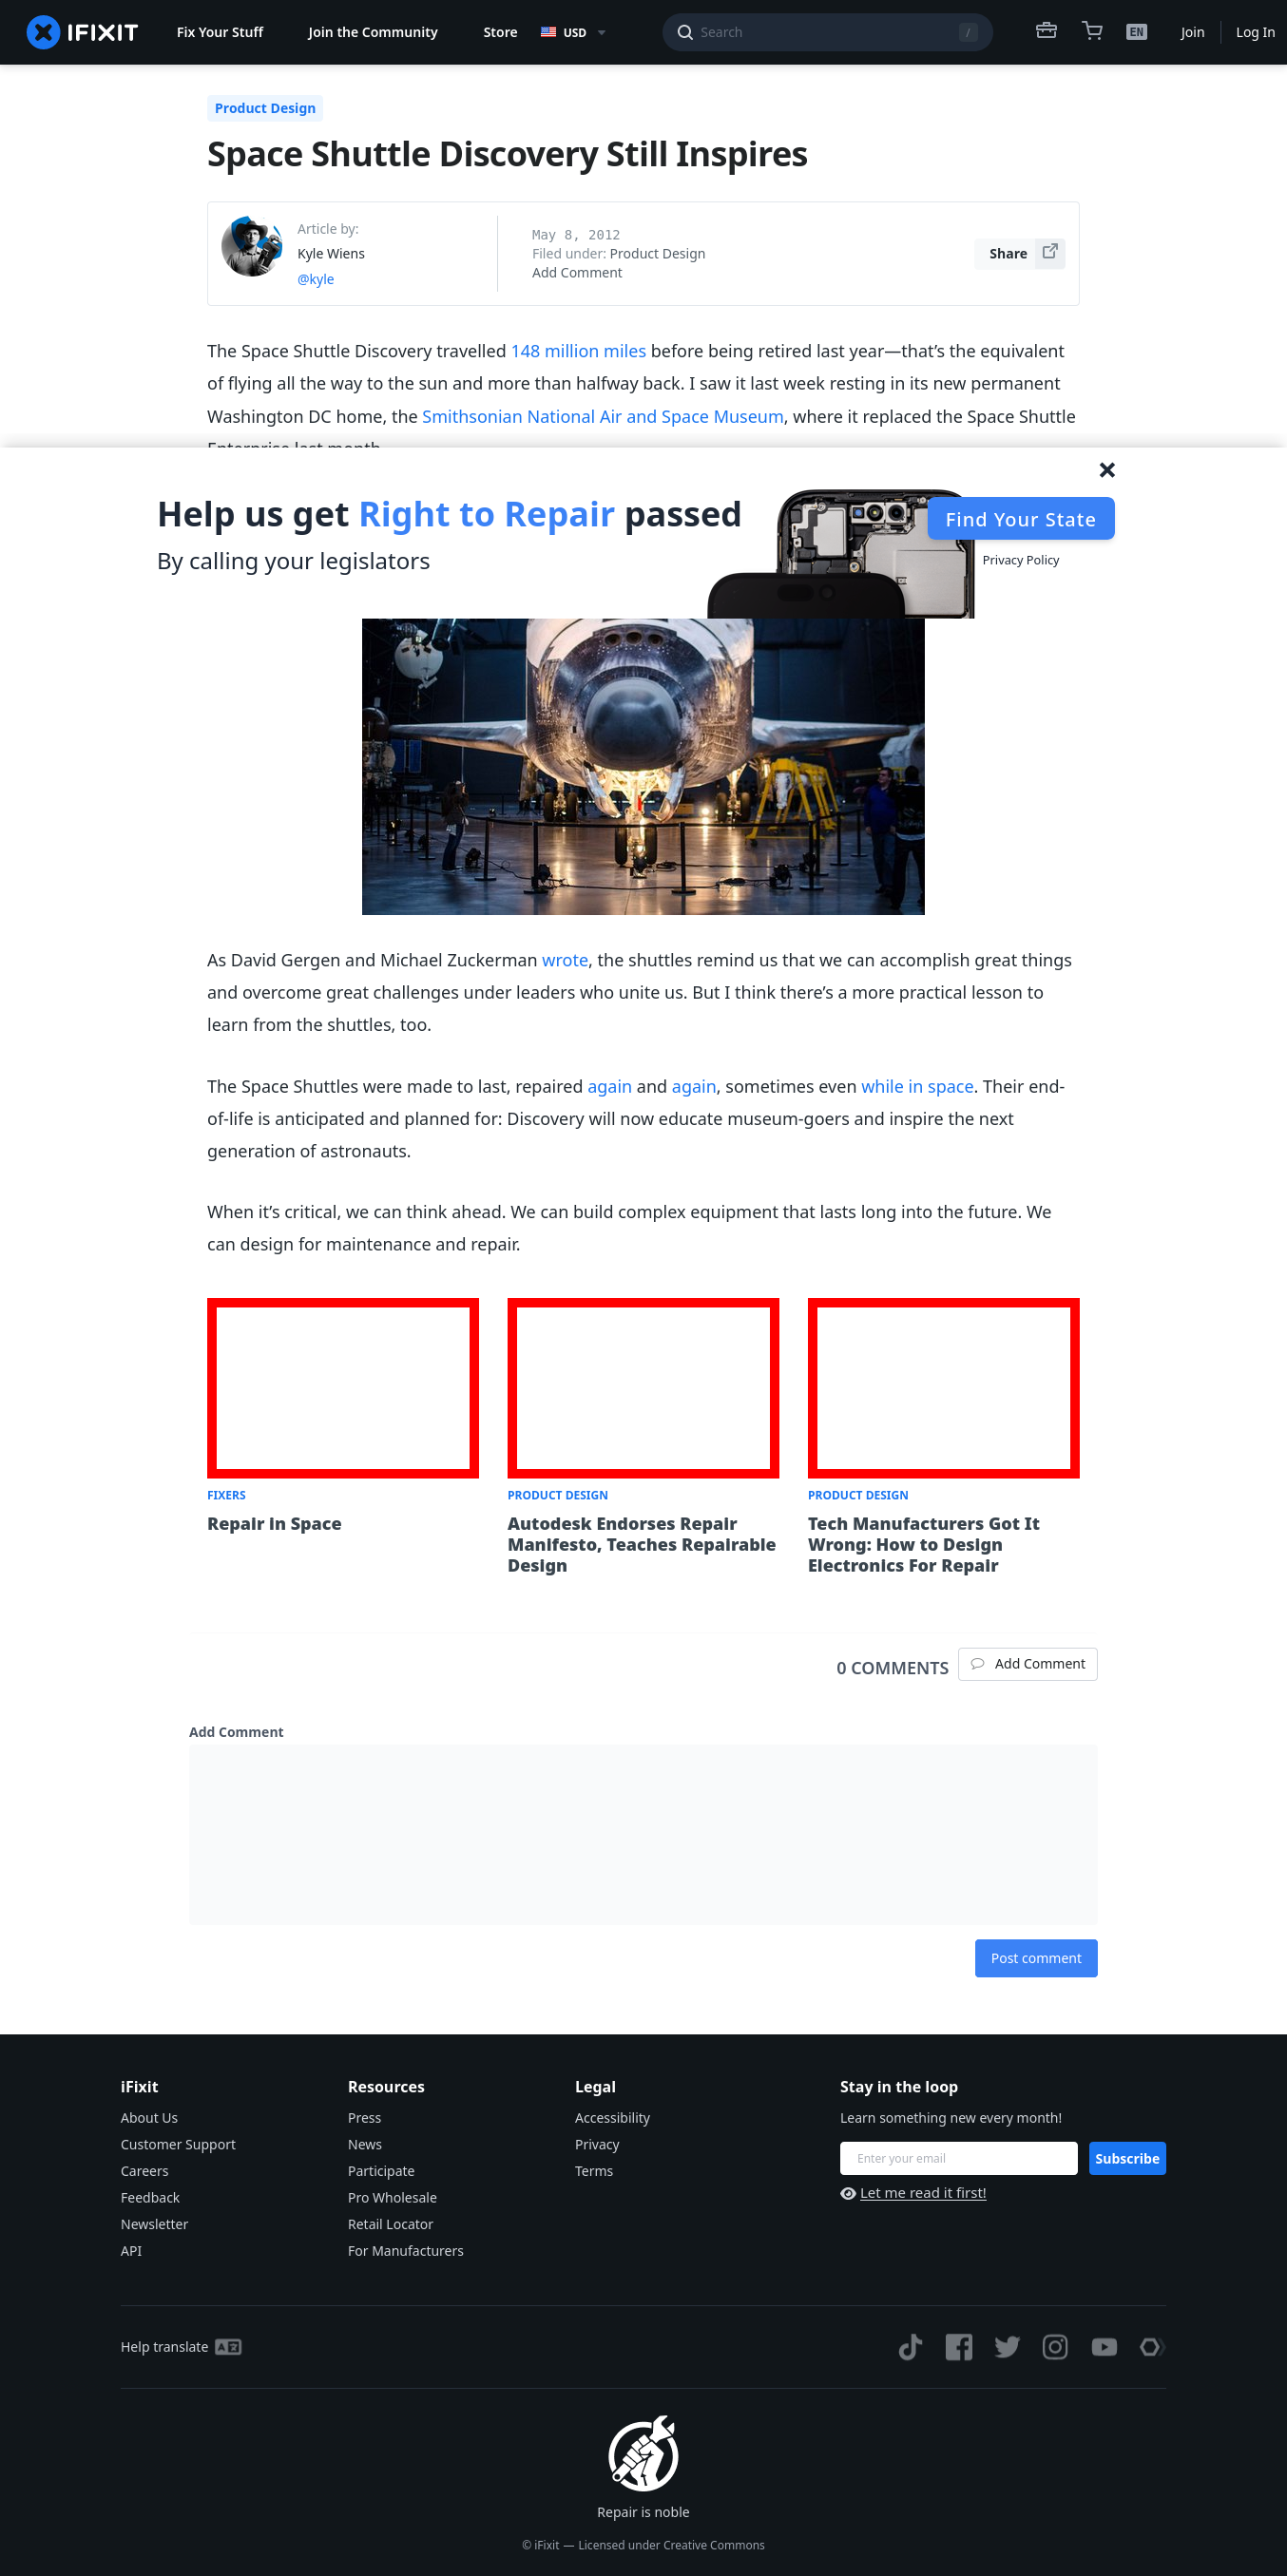 IFIXIT
Fix Your Stuff
Join the Community
Store
USD
Search
/
EN
Join
Log In
Product Design
Space Shuttle Discovery Still Inspires
Article by:
Kyle Wiens
@kyle
May 8, 2012
Filed under: Product Design
Add Comment
Share
The Space Shuttle Discovery travelled 148 million miles before being retired last year—that’s the equivalent
of flying all the way to the sun and more than halfway back. I saw it last week resting in its new permanent
Washington DC home, the Smithsonian National Air and Space Museum, where it replaced the Space Shuttle
Enterprise last month.
Help us get Right to Repair passed
By calling your legislators
Find Your State
Privacy Policy
As David Gergen and Michael Zuckerman wrote, the shuttles remind us that we can accomplish great things
and overcome great challenges under leaders who unite us. But I think there’s a more practical lesson to
learn from the shuttles, too.
The Space Shuttles were made to last, repaired again and again, sometimes even while in space. Their end-
of-life is anticipated and planned for: Discovery will now educate museum-goers and inspire the next
generation of astronauts.
When it’s critical, we can think ahead. We can build complex equipment that lasts long into the future. We
can design for maintenance and repair.
FIXERS
Repair in Space
PRODUCT DESIGN
Autodesk Endorses Repair
Manifesto, Teaches Repairable
Design
PRODUCT DESIGN
Tech Manufacturers Got It
Wrong: How to Design
Electronics For Repair
0 COMMENTS
Add Comment
Add Comment
Post comment
iFixit
About Us
Customer Support
Careers
Feedback
Newsletter
API
Resources
Press
News
Participate
Pro Wholesale
Retail Locator
For Manufacturers
Legal
Accessibility
Privacy
Terms
Stay in the loop
Learn something new every month!
Enter your email
Subscribe
Let me read it first!
Help translate
Repair is noble
© iFixit — Licensed under Creative Commons